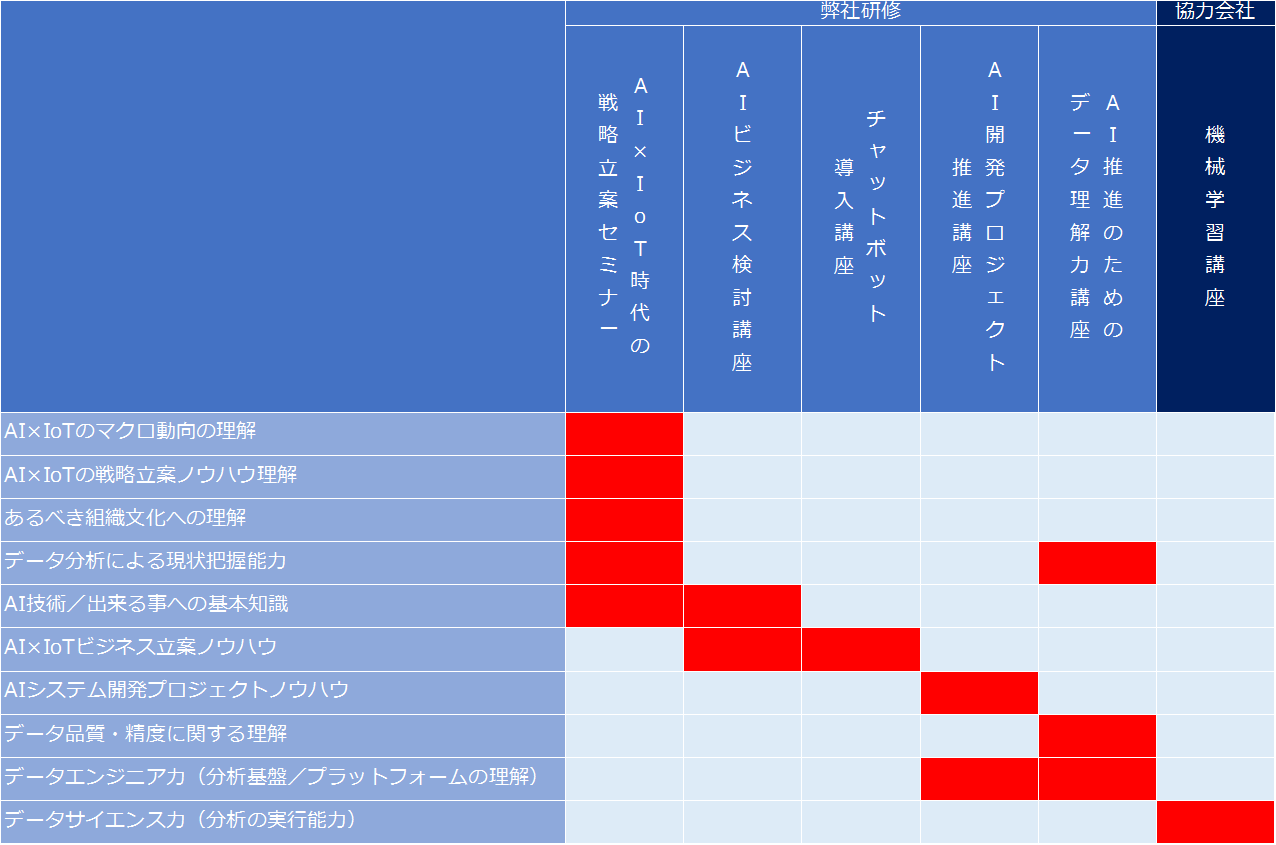 弊社研修
協力会社
AI×IoT時代の
戦略立案セミナー
AIビジネス検討講座
チャットボット
導入講座
AI開発プロジェクト
推進講座
AI推進のための
データ理解力講座
機械学習講座
AI×IoTのマクロ動向の理解
AI×IoTの戦略立案ノウハウ理解
あるべき組織文化への理解
データ分析による現状把握能力
AI技術／出来る事への基本知識
AI×IoTビジネス立案ノウハウ
AIシステム開発プロジェクトノウハウ
データ品質・精度に関する理解
データエンジニア力（分析基盤／プラットフォームの理解）
データサイエンス力（分析の実行能力）